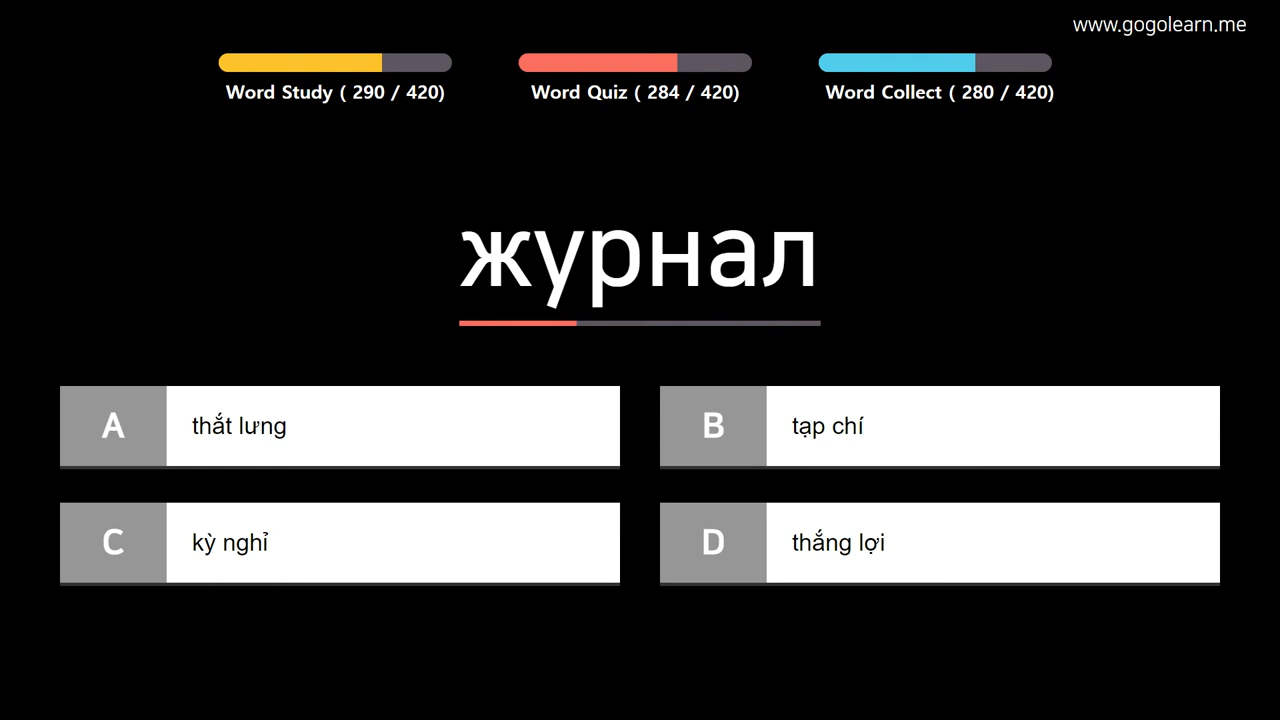 www.gogolearn.me
Word Study ( 290 / 420)
Word Quiz ( 284 / 420)
Word Collect ( 280 / 420)
журнал
A thắt lưng
B tạp chí
C kỳ nghỉ
D thắng lợi